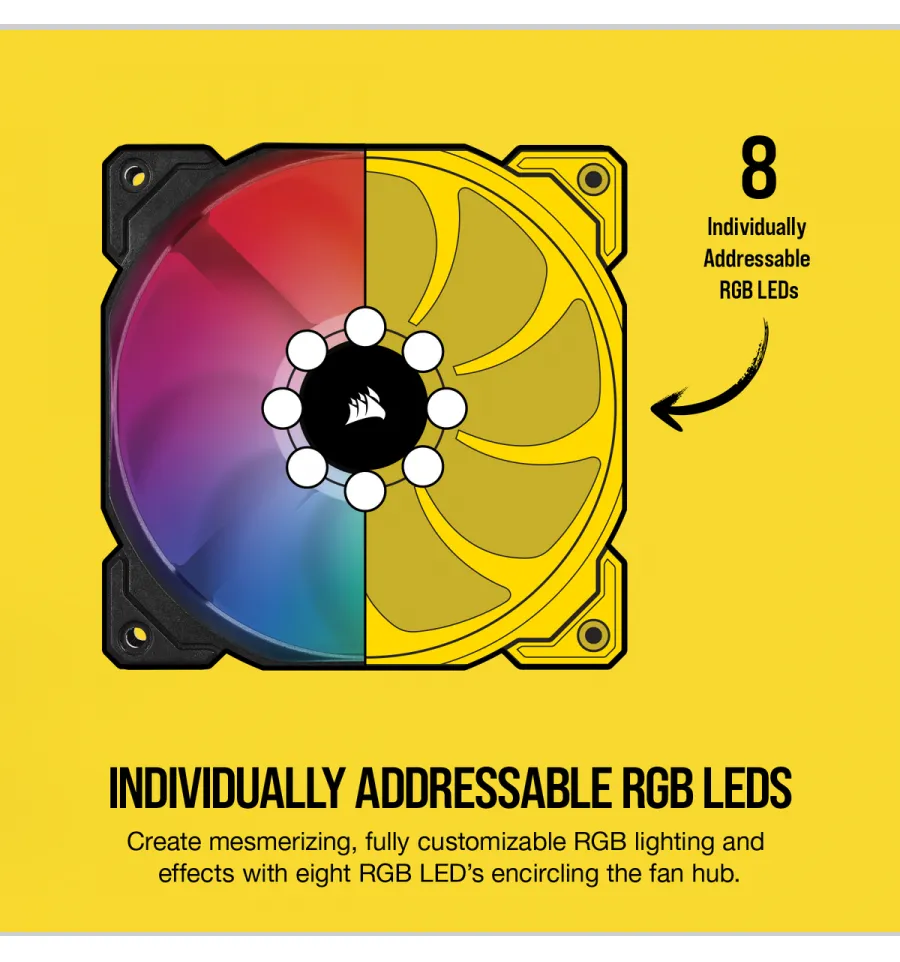 8
Individually
Addressable
RGB LEDs
INDIVIDUALLY ADDRESSABLE RGB LEDS
Create mesmerizing, fully customizable RGB lighting and
effects with eight RGB LED’s encircling the fan hub.